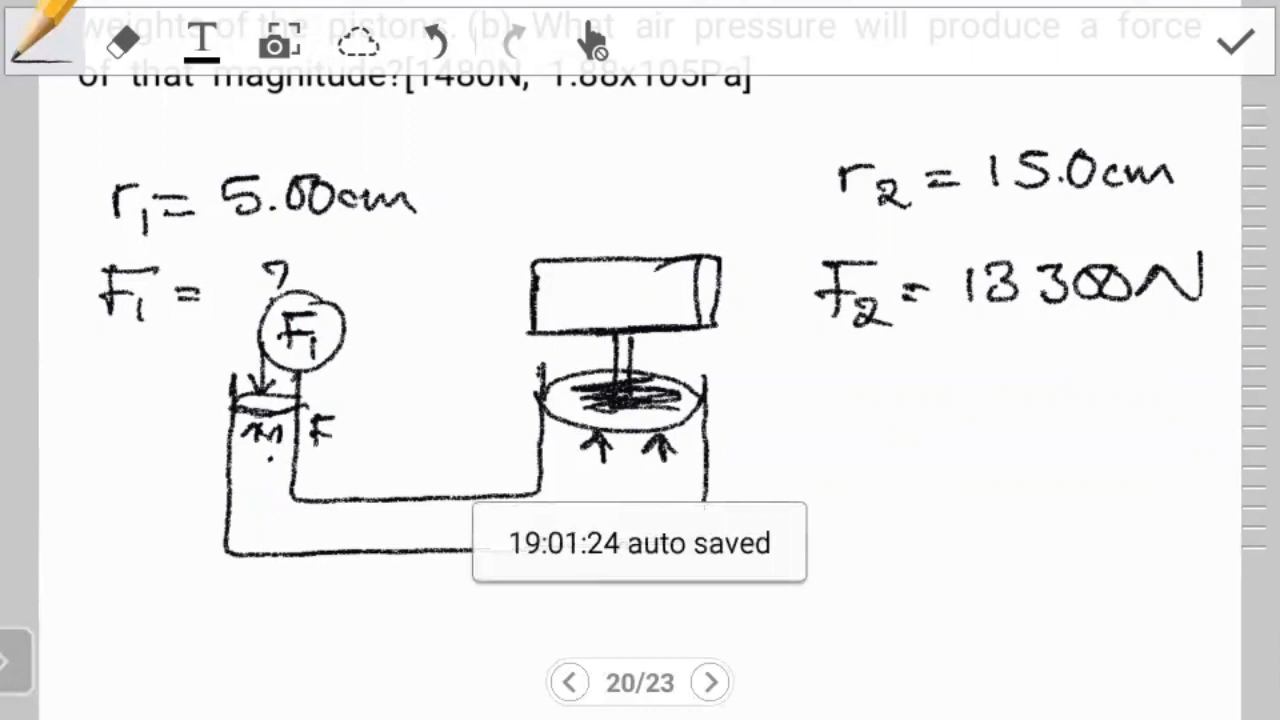 weights of the pistons. (b) What air pressure will produce a force
T
of that magnitude?[1480N, 1.88x105Pa]
r₁ = 5.00cm
r₂ = 15.0cm
F₁ = ?
F₂ = 13300N
F₁
F
19:01:24 auto saved
20/23